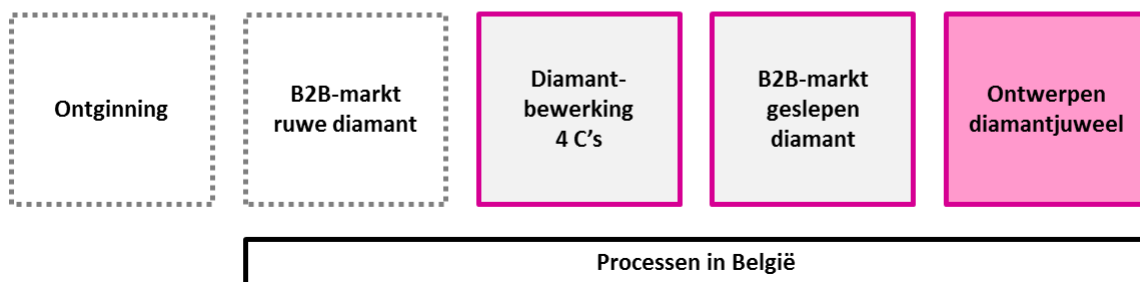 Ontginning
B2B-markt
ruwe diamant
Diamant-
bewerking
4 C’s
B2B-markt
geslepen
diamant
Ontwerpen
diamantjuweel
Processen in België